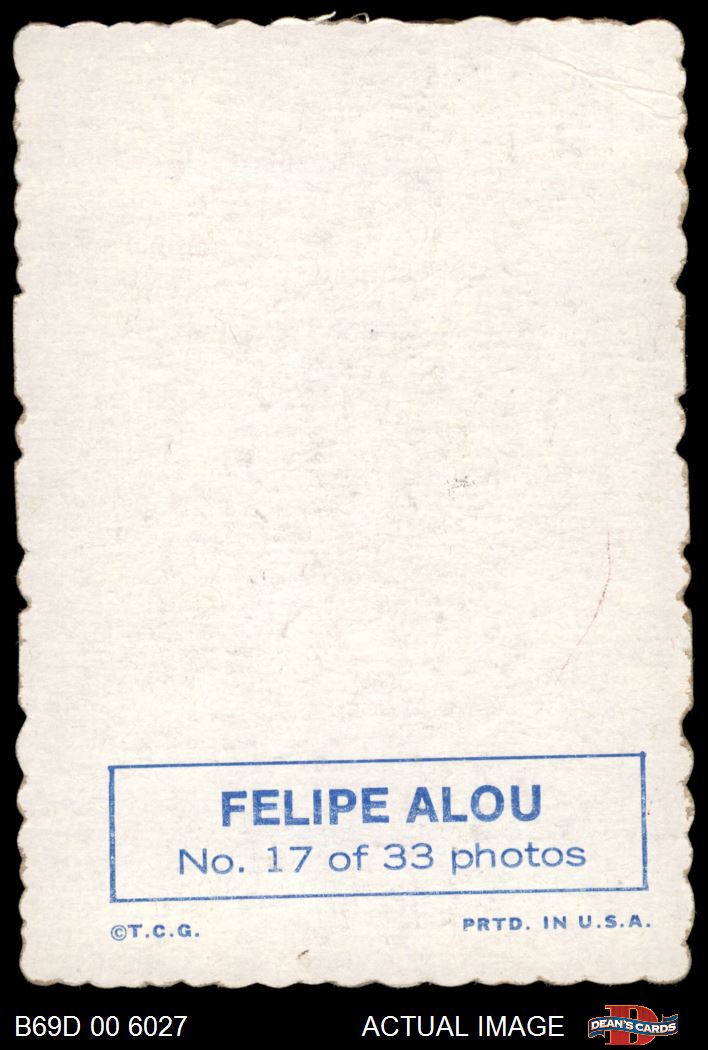 FELIPE ALOU
No. 17 of 33 photos
©T.C.G.
PRTD. IN U.S.A.
B69D 00 6027
ACTUAL IMAGE
DEAN'S CARDS